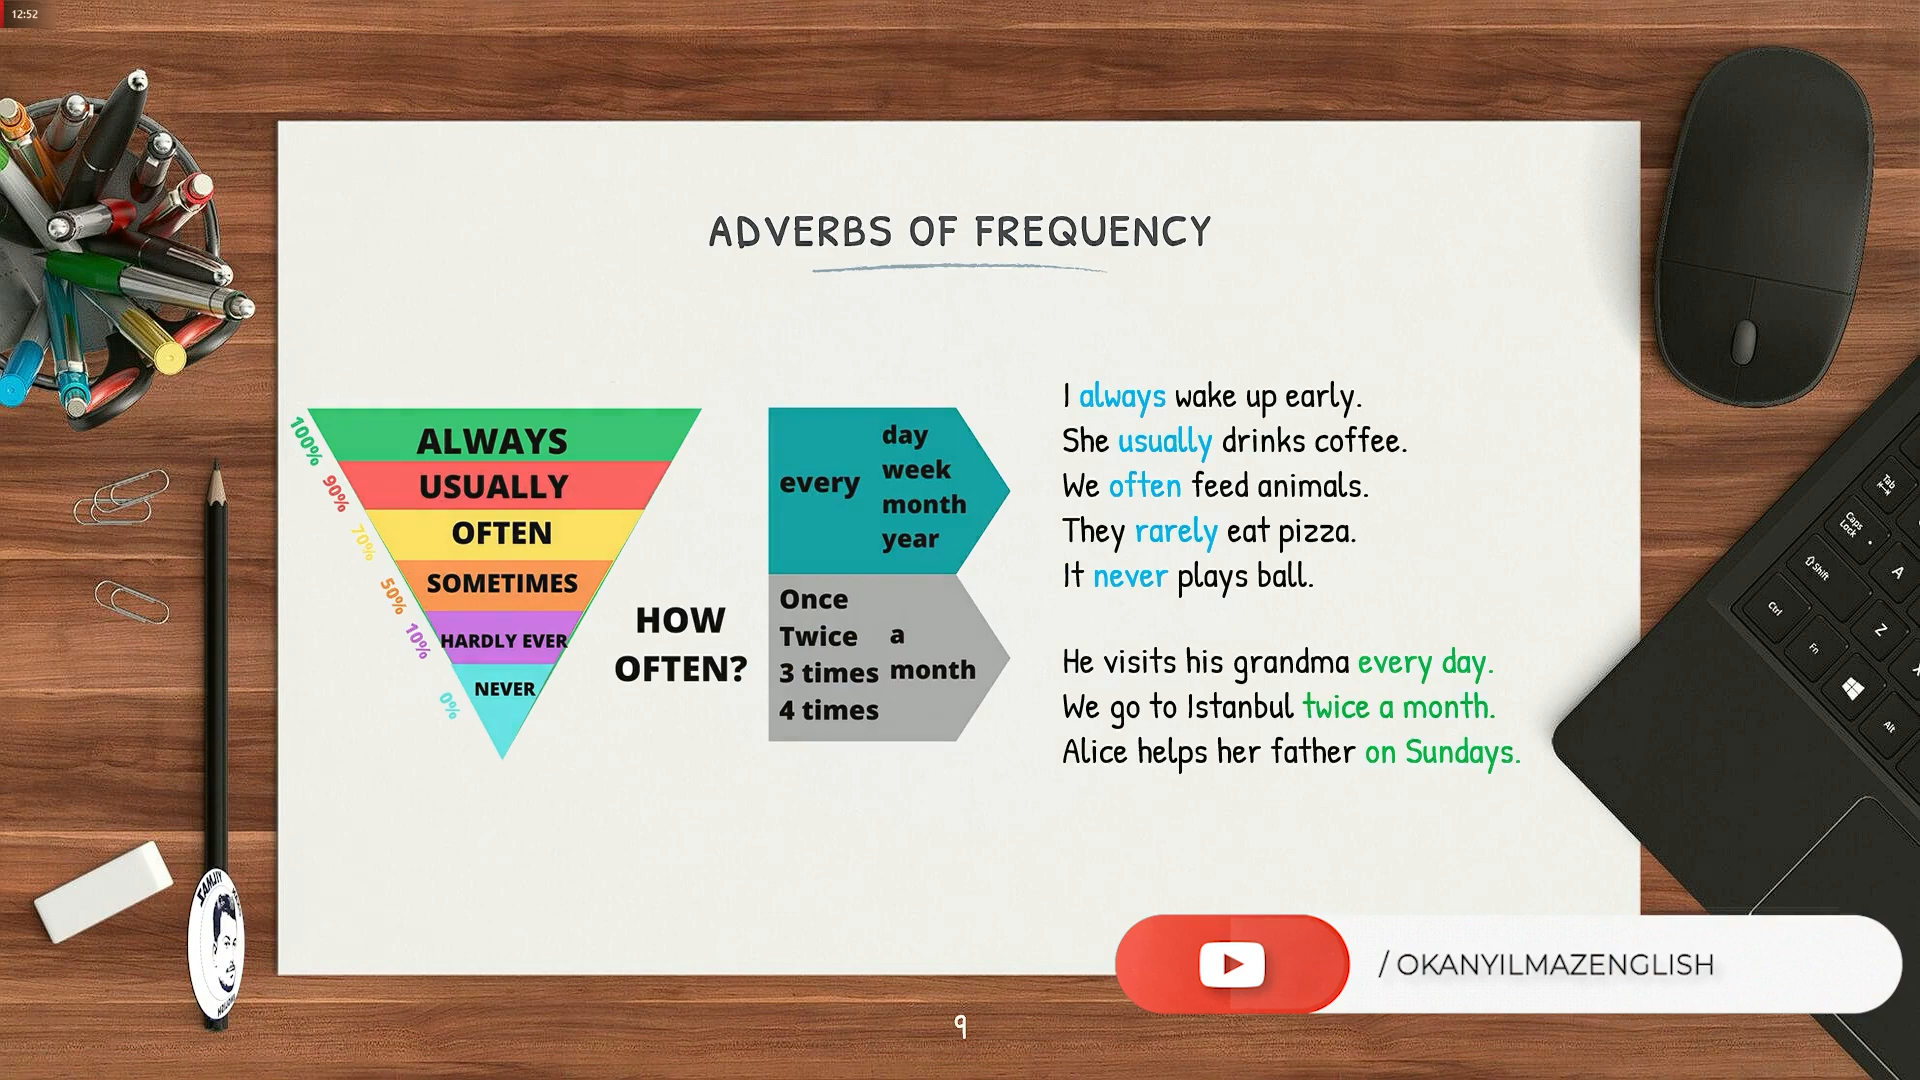 12:52
ADVERBS OF FREQUENCY
100% ALWAYS
90% USUALLY
70% OFTEN
50% SOMETIMES
10% HARDLY EVER
0% NEVER
HOW
OFTEN?
every
day
week
month
year
Once
Twice
3 times
4 times
a
month
I always wake up early.
She usually drinks coffee.
We often feed animals.
They rarely eat pizza.
It never plays ball.
He visits his grandma every day.
We go to Istanbul twice a month.
Alice helps her father on Sundays.
Tab
Caps
Lock
Shift
Ctrl
Fn
Alt
A
Z
/ OKANYILMAZENGLISH
9